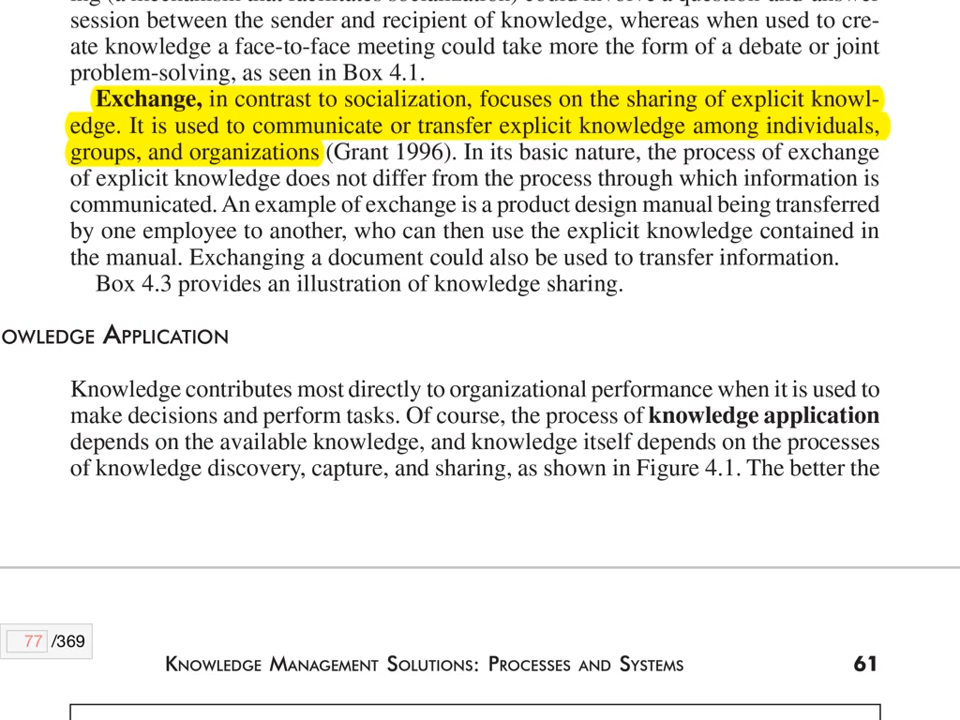 session between the sender and recipient of knowledge, whereas when used to cre-
ate knowledge a face-to-face meeting could take more the form of a debate or joint
problem-solving, as seen in Box 4.1.
Exchange, in contrast to socialization, focuses on the sharing of explicit knowl-
edge. It is used to communicate or transfer explicit knowledge among individuals,
groups, and organizations (Grant 1996). In its basic nature, the process of exchange
of explicit knowledge does not differ from the process through which information is
communicated. An example of exchange is a product design manual being transferred
by one employee to another, who can then use the explicit knowledge contained in
the manual. Exchanging a document could also be used to transfer information.
Box 4.3 provides an illustration of knowledge sharing.
OWLEDGE APPLICATION
Knowledge contributes most directly to organizational performance when it is used to
make decisions and perform tasks. Of course, the process of knowledge application
depends on the available knowledge, and knowledge itself depends on the processes
of knowledge discovery, capture, and sharing, as shown in Figure 4.1. The better the
77 /369
KNOWLEDGE MANAGEMENT SOLUTIONS: PROCESSES AND SYSTEMS 61